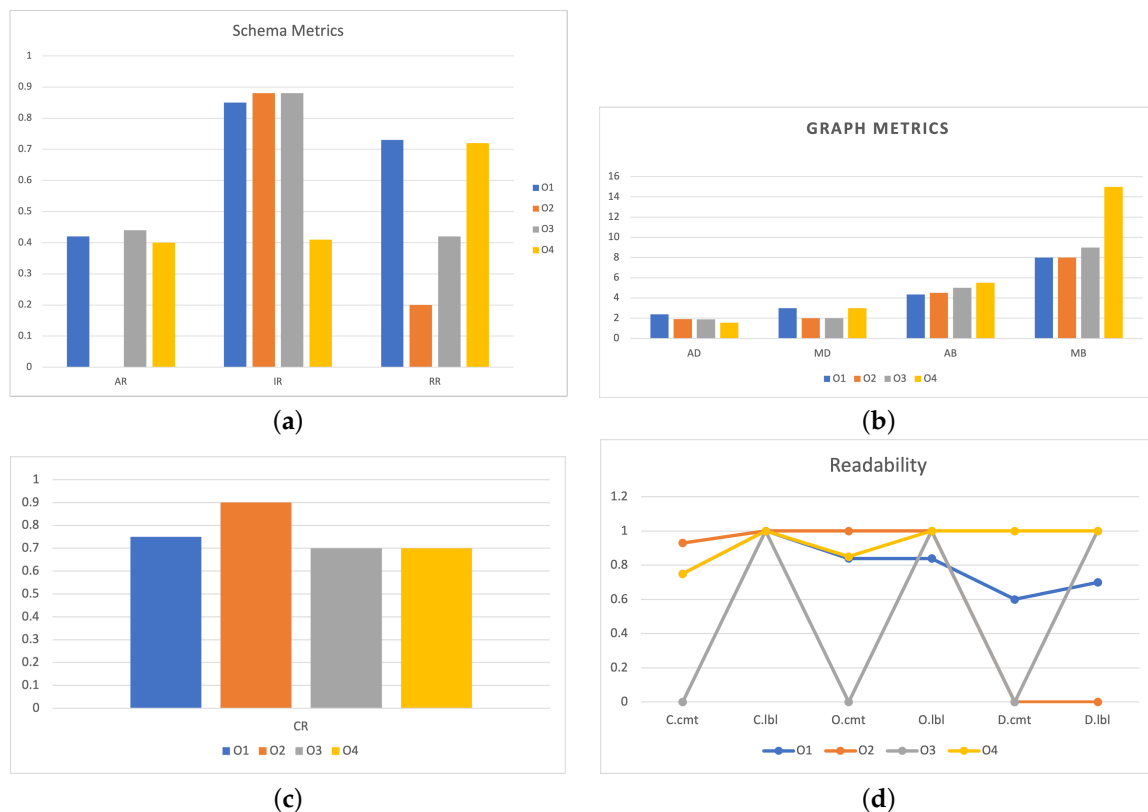 Schema Metrics
1
0.9
0.8
0.7
0.6
0.5
0.4
0.3
0.2
0.1
0
AR IR RR
O1
O2
O3
O4
(a)
GRAPH METRICS
16
14
12
10
8
6
4
2
0
AD MD AB MB
O1 O2 O3 O4
(b)
1
0.9
0.8
0.7
0.6
0.5
0.4
0.3
0.2
0.1
0
CR
O1 O2 O3 O4
(c)
Readability
1.2
1
0.8
0.6
0.4
0.2
0
C.cmt C.lbl O.cmt O.lbl D.cmt D.lbl
O1 O2 O3 O4
(d)